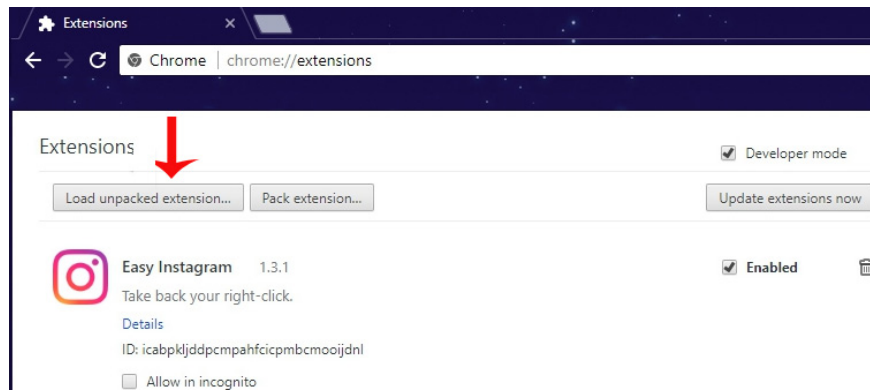 Extensions
Chrome | chrome://extensions
Extensions
Developer mode
Load unpacked extension... Pack extension... Update extensions now
Easy Instagram 1.3.1 Enabled
Take back your right-click.
Details
ID: icabpkljddpcmpahfcicpmbcmooijdnl
Allow in incognito